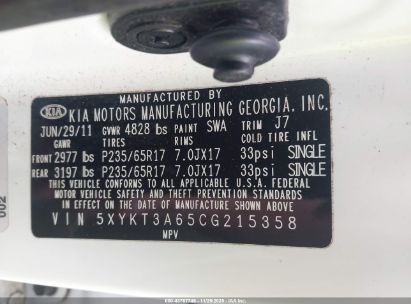 MANUFACTURED BY
KIA KIA MOTORS MANUFACTURING GEORGIA, INC.
JUN/29/11 GVWR 4828 lbs PAINT SWA TRIM J7
GAWR TIRES RIMS COLD TIRE INFL
FRONT 2977 lbs P235/65R17 7.0JX17 33psi SINGLE
REAR 3197 lbs P235/65R17 7.0JX17 33psi SINGLE
THIS VEHICLE CONFORMS TO ALL APPLICABLE U.S.A. FEDERAL
MOTOR VEHICLE SAFETY AND THEFT PREVENTION STANDARDS
IN EFFECT ON THE DATE OF MANUFACTURE SHOWN ABOVE.
VIN 5XYKT3A65CG215358
MPV
002